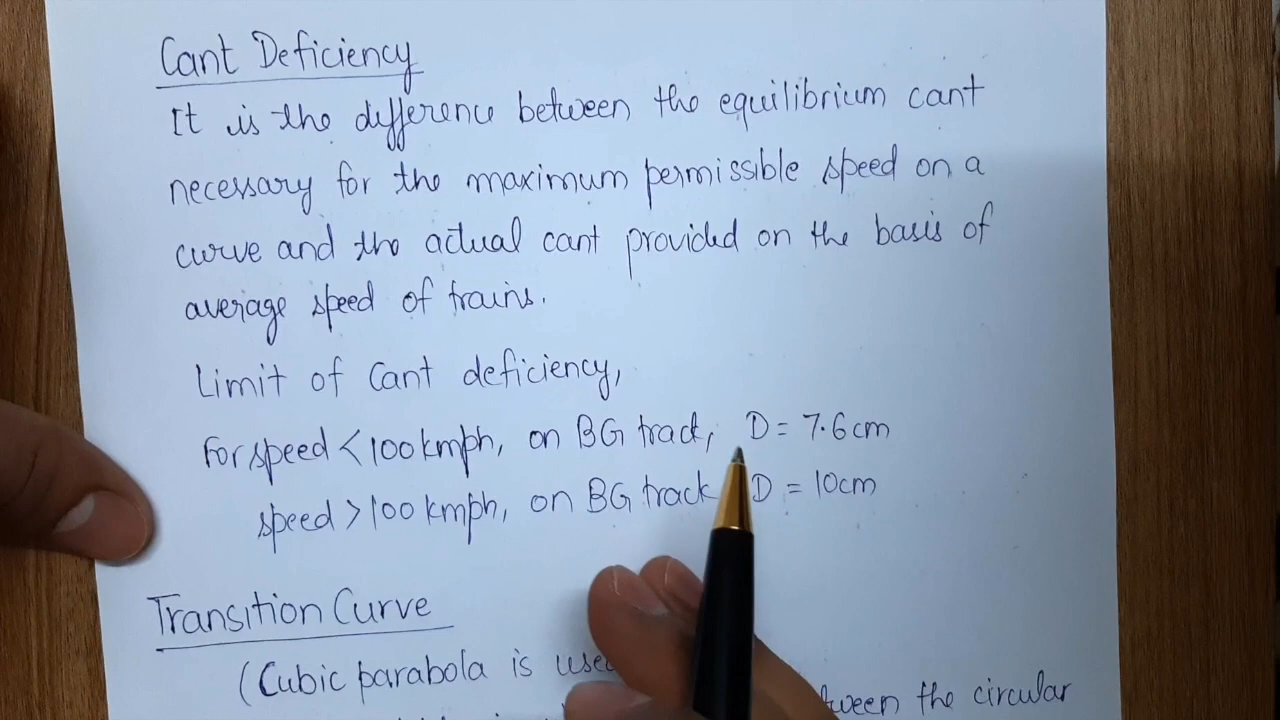 Cant Deficiency
It is the difference between the equilibrium cant
necessary for the maximum permissible speed on a
curve and the actual cant provided on the basis of
average speed of trains.
Limit of Cant deficiency,
For speed < 100 kmph, on BG track, D = 7.6 cm
speed > 100 kmph, on BG track D = 10cm
Transition Curve
(Cubic parabola is the circular